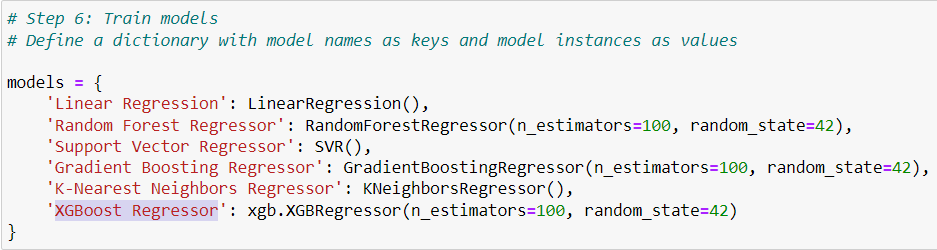 # Step 6: Train models
# Define a dictionary with model names as keys and model instances as values
models = {
    'Linear Regression': LinearRegression(),
    'Random Forest Regressor': RandomForestRegressor(n_estimators=100, random_state=42),
    'Support Vector Regressor': SVR(),
    'Gradient Boosting Regressor': GradientBoostingRegressor(n_estimators=100, random_state=42),
    'K-Nearest Neighbors Regressor': KNeighborsRegressor(),
    'XGBoost Regressor': xgb.XGBRegressor(n_estimators=100, random_state=42)
}